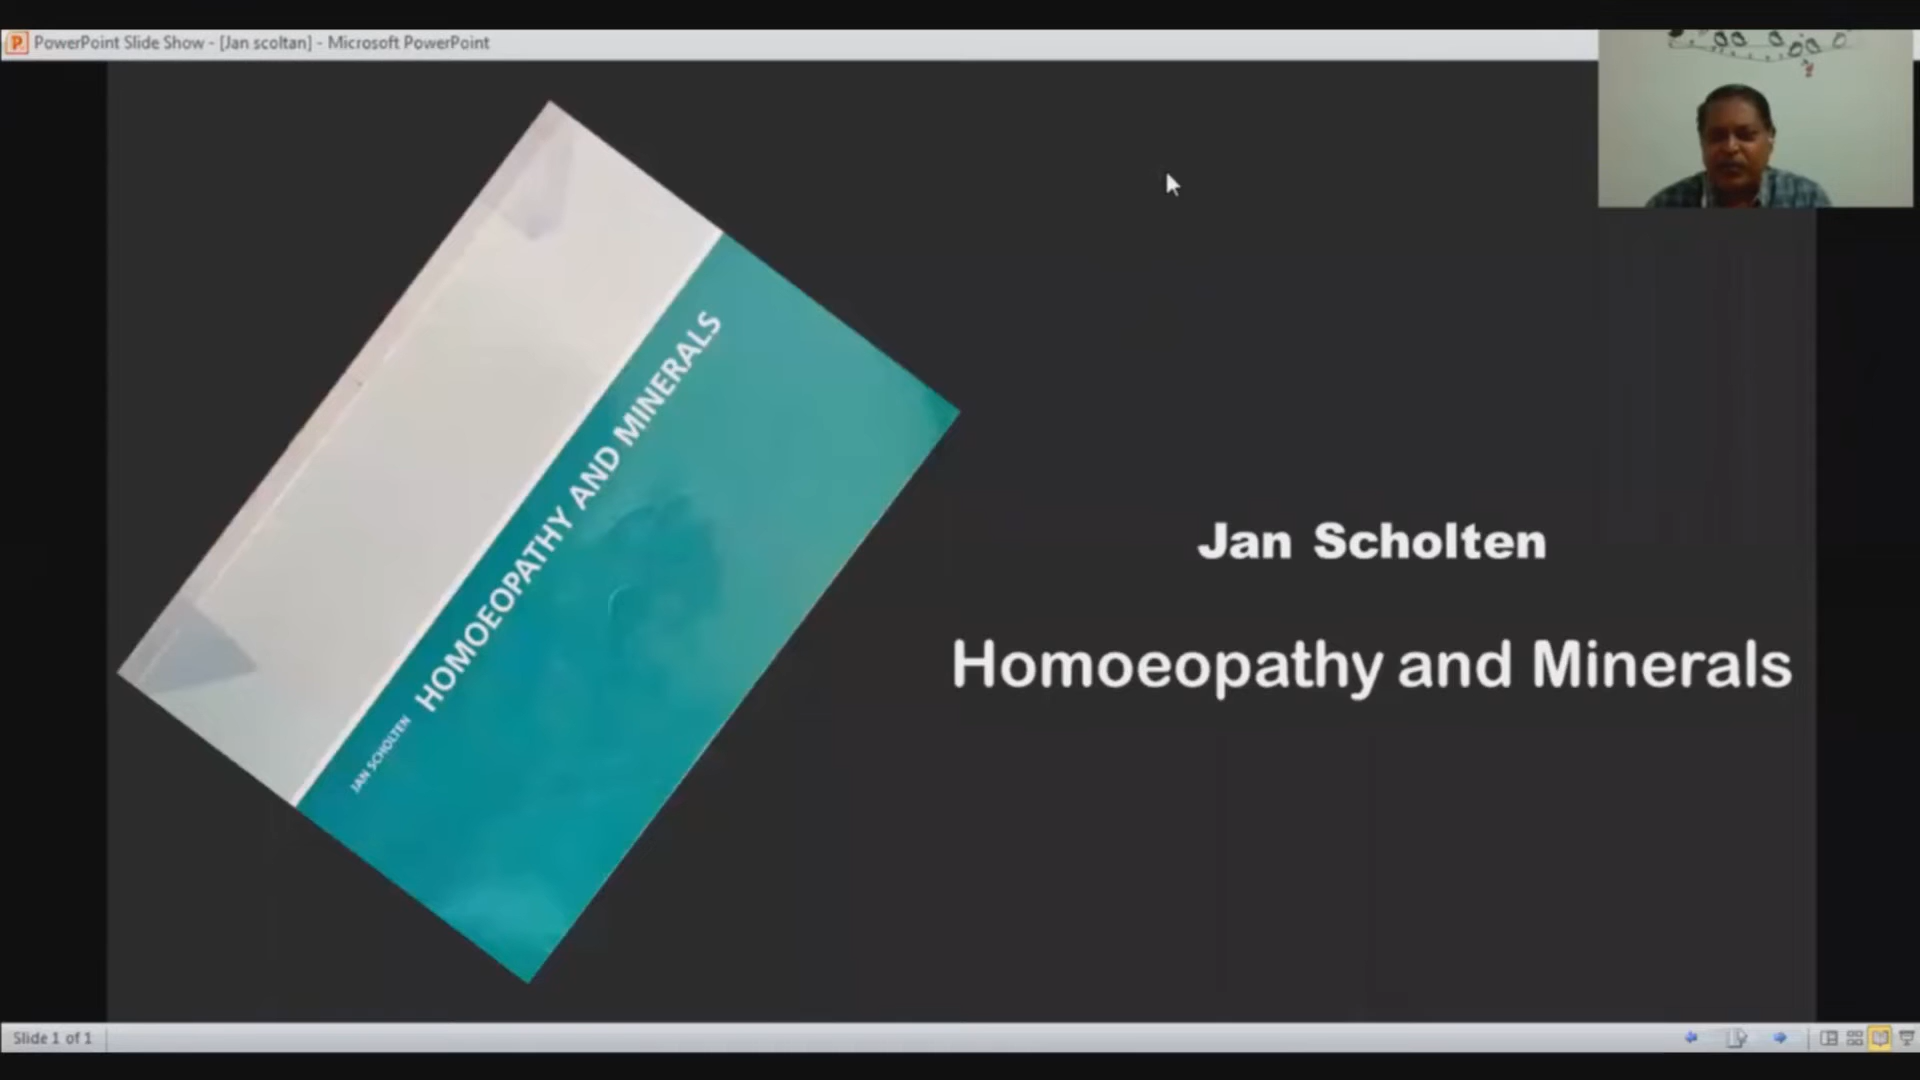 PowerPoint Slide Show - [Jan scoltan] - Microsoft PowerPoint
HOMOEOPATHY AND MINERALS
JAN SCHOLTEN
Jan Scholten
Homoeopathy and Minerals
Slide 1 of 1